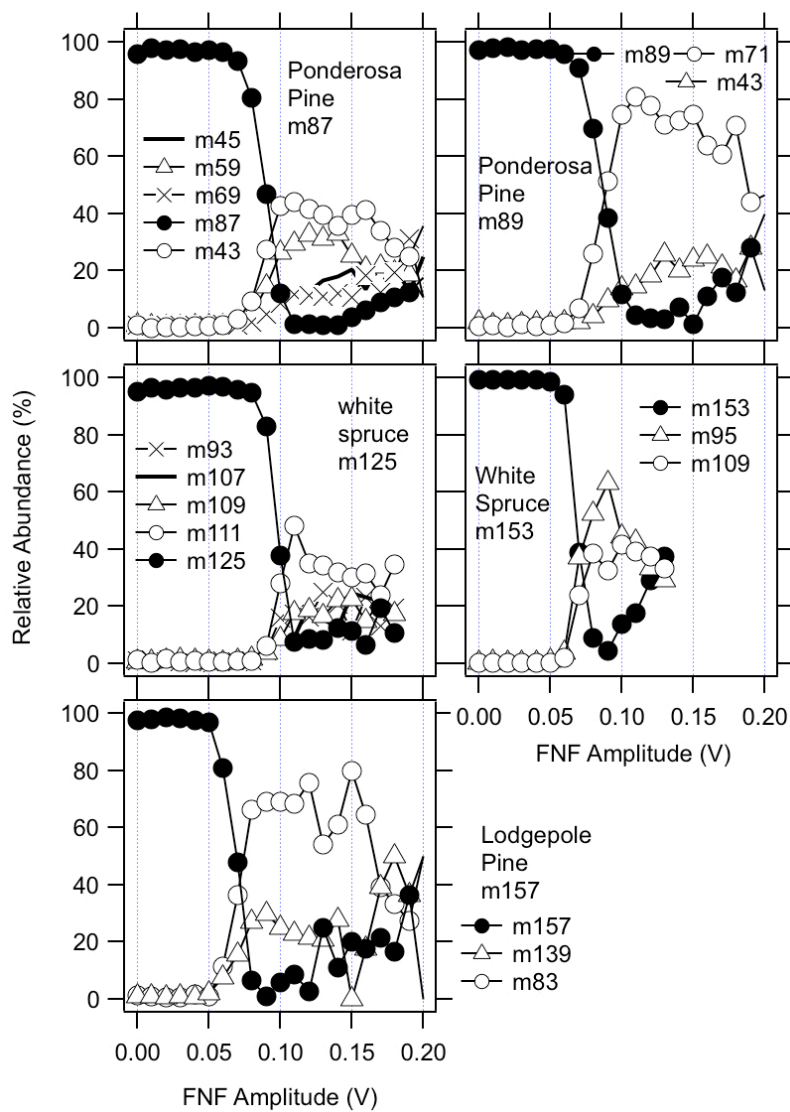 100
80
60
40
20
0
Ponderosa
Pine
m87
m45
m59
m69
m87
m43
m89
m71
m43
Ponderosa
Pine
m89
Relative Abundance (%)
100
80
60
40
20
0
white
spruce
m125
m93
m107
m109
m111
m125
m153
m95
m109
White
Spruce
m153
0.00 0.05 0.10 0.15 0.20
FNF Amplitude (V)
100
80
60
40
20
0
0.00 0.05 0.10 0.15 0.20
FNF Amplitude (V)
Lodgepole
Pine
m157
m157
m139
m83